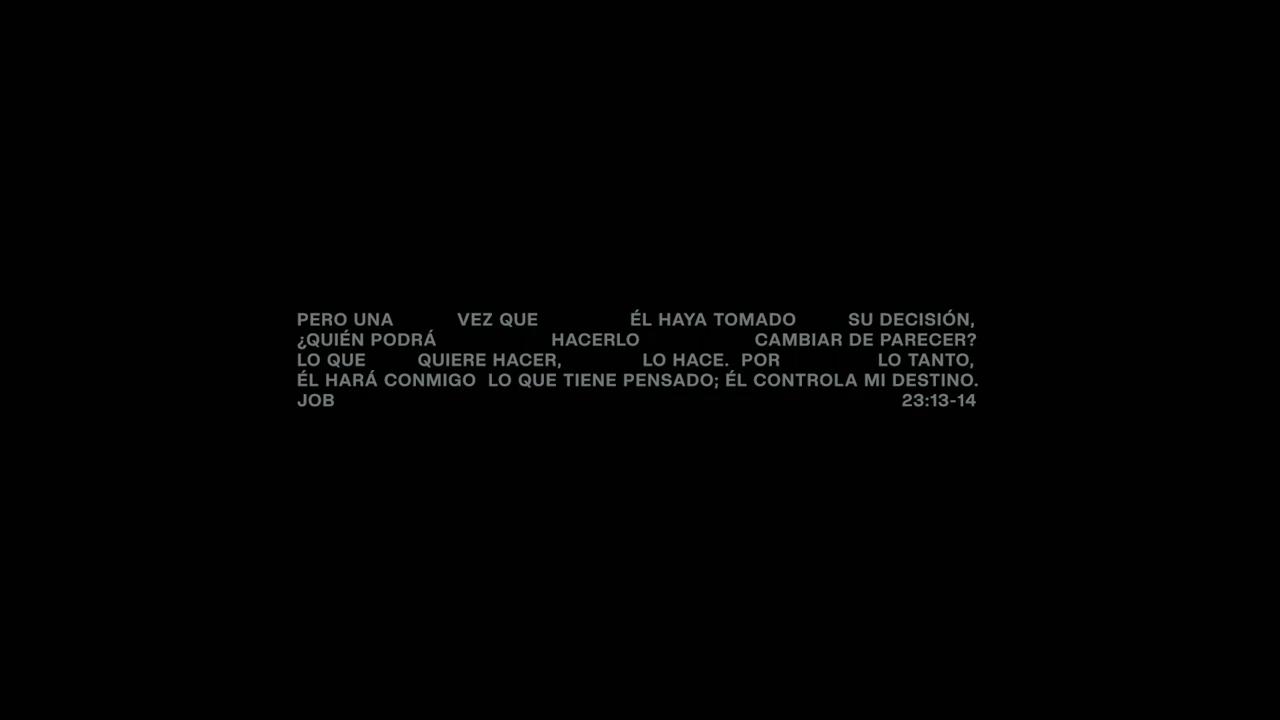 PERO UNA VEZ QUE ÉL HAYA TOMADO SU DECISIÓN,
¿QUIÉN PODRÁ HACERLO CAMBIAR DE PARECER?
LO QUE QUIERE HACER, LO HACE. POR LO TANTO,
ÉL HARÁ CONMIGO LO QUE TIENE PENSADO; ÉL CONTROLA MI DESTINO.
JOB 23:13-14